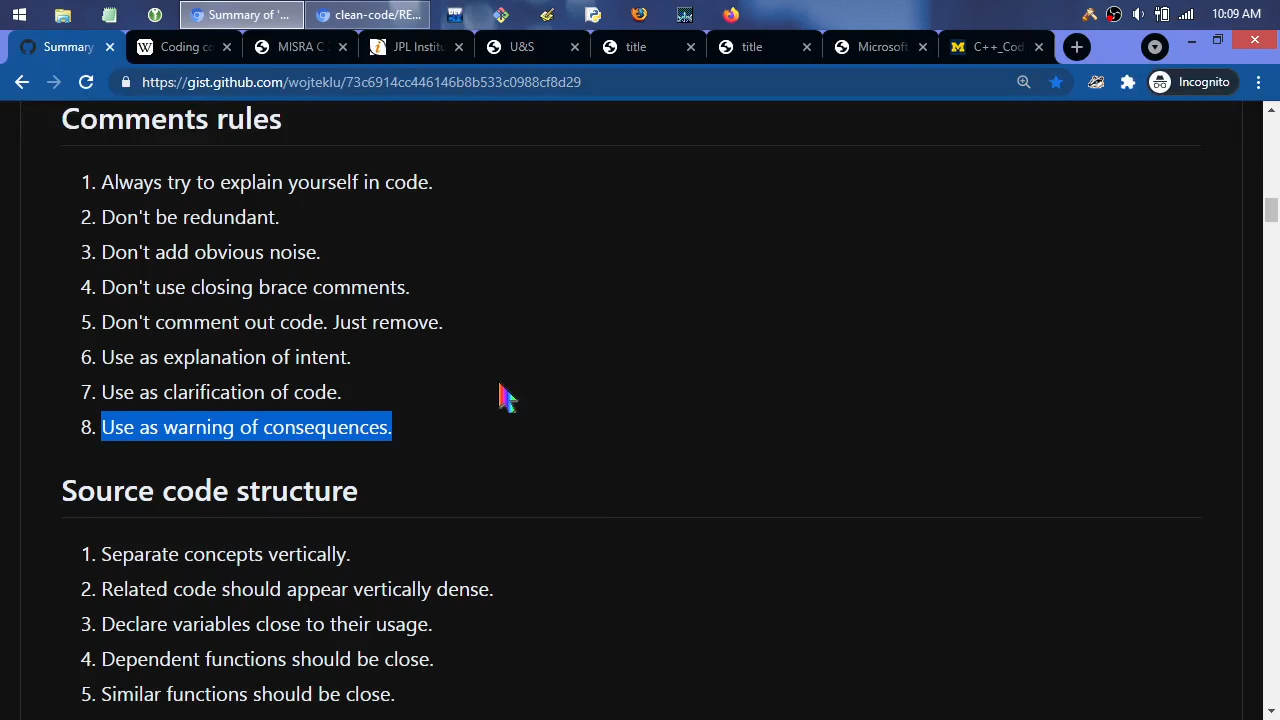 Summary of '...
clean-code/RE...
10:09 AM
Summary
Coding co
MISRA C 2
JPL Institu
U&S
title
title
Microsoft
C++_Cod
https://gist.github.com/wojteklu/73c6914cc446146b8b533c0988cf8d29
Incognito
Comments rules
1. Always try to explain yourself in code.
2. Don't be redundant.
3. Don't add obvious noise.
4. Don't use closing brace comments.
5. Don't comment out code. Just remove.
6. Use as explanation of intent.
7. Use as clarification of code.
8. Use as warning of consequences.
Source code structure
1. Separate concepts vertically.
2. Related code should appear vertically dense.
3. Declare variables close to their usage.
4. Dependent functions should be close.
5. Similar functions should be close.